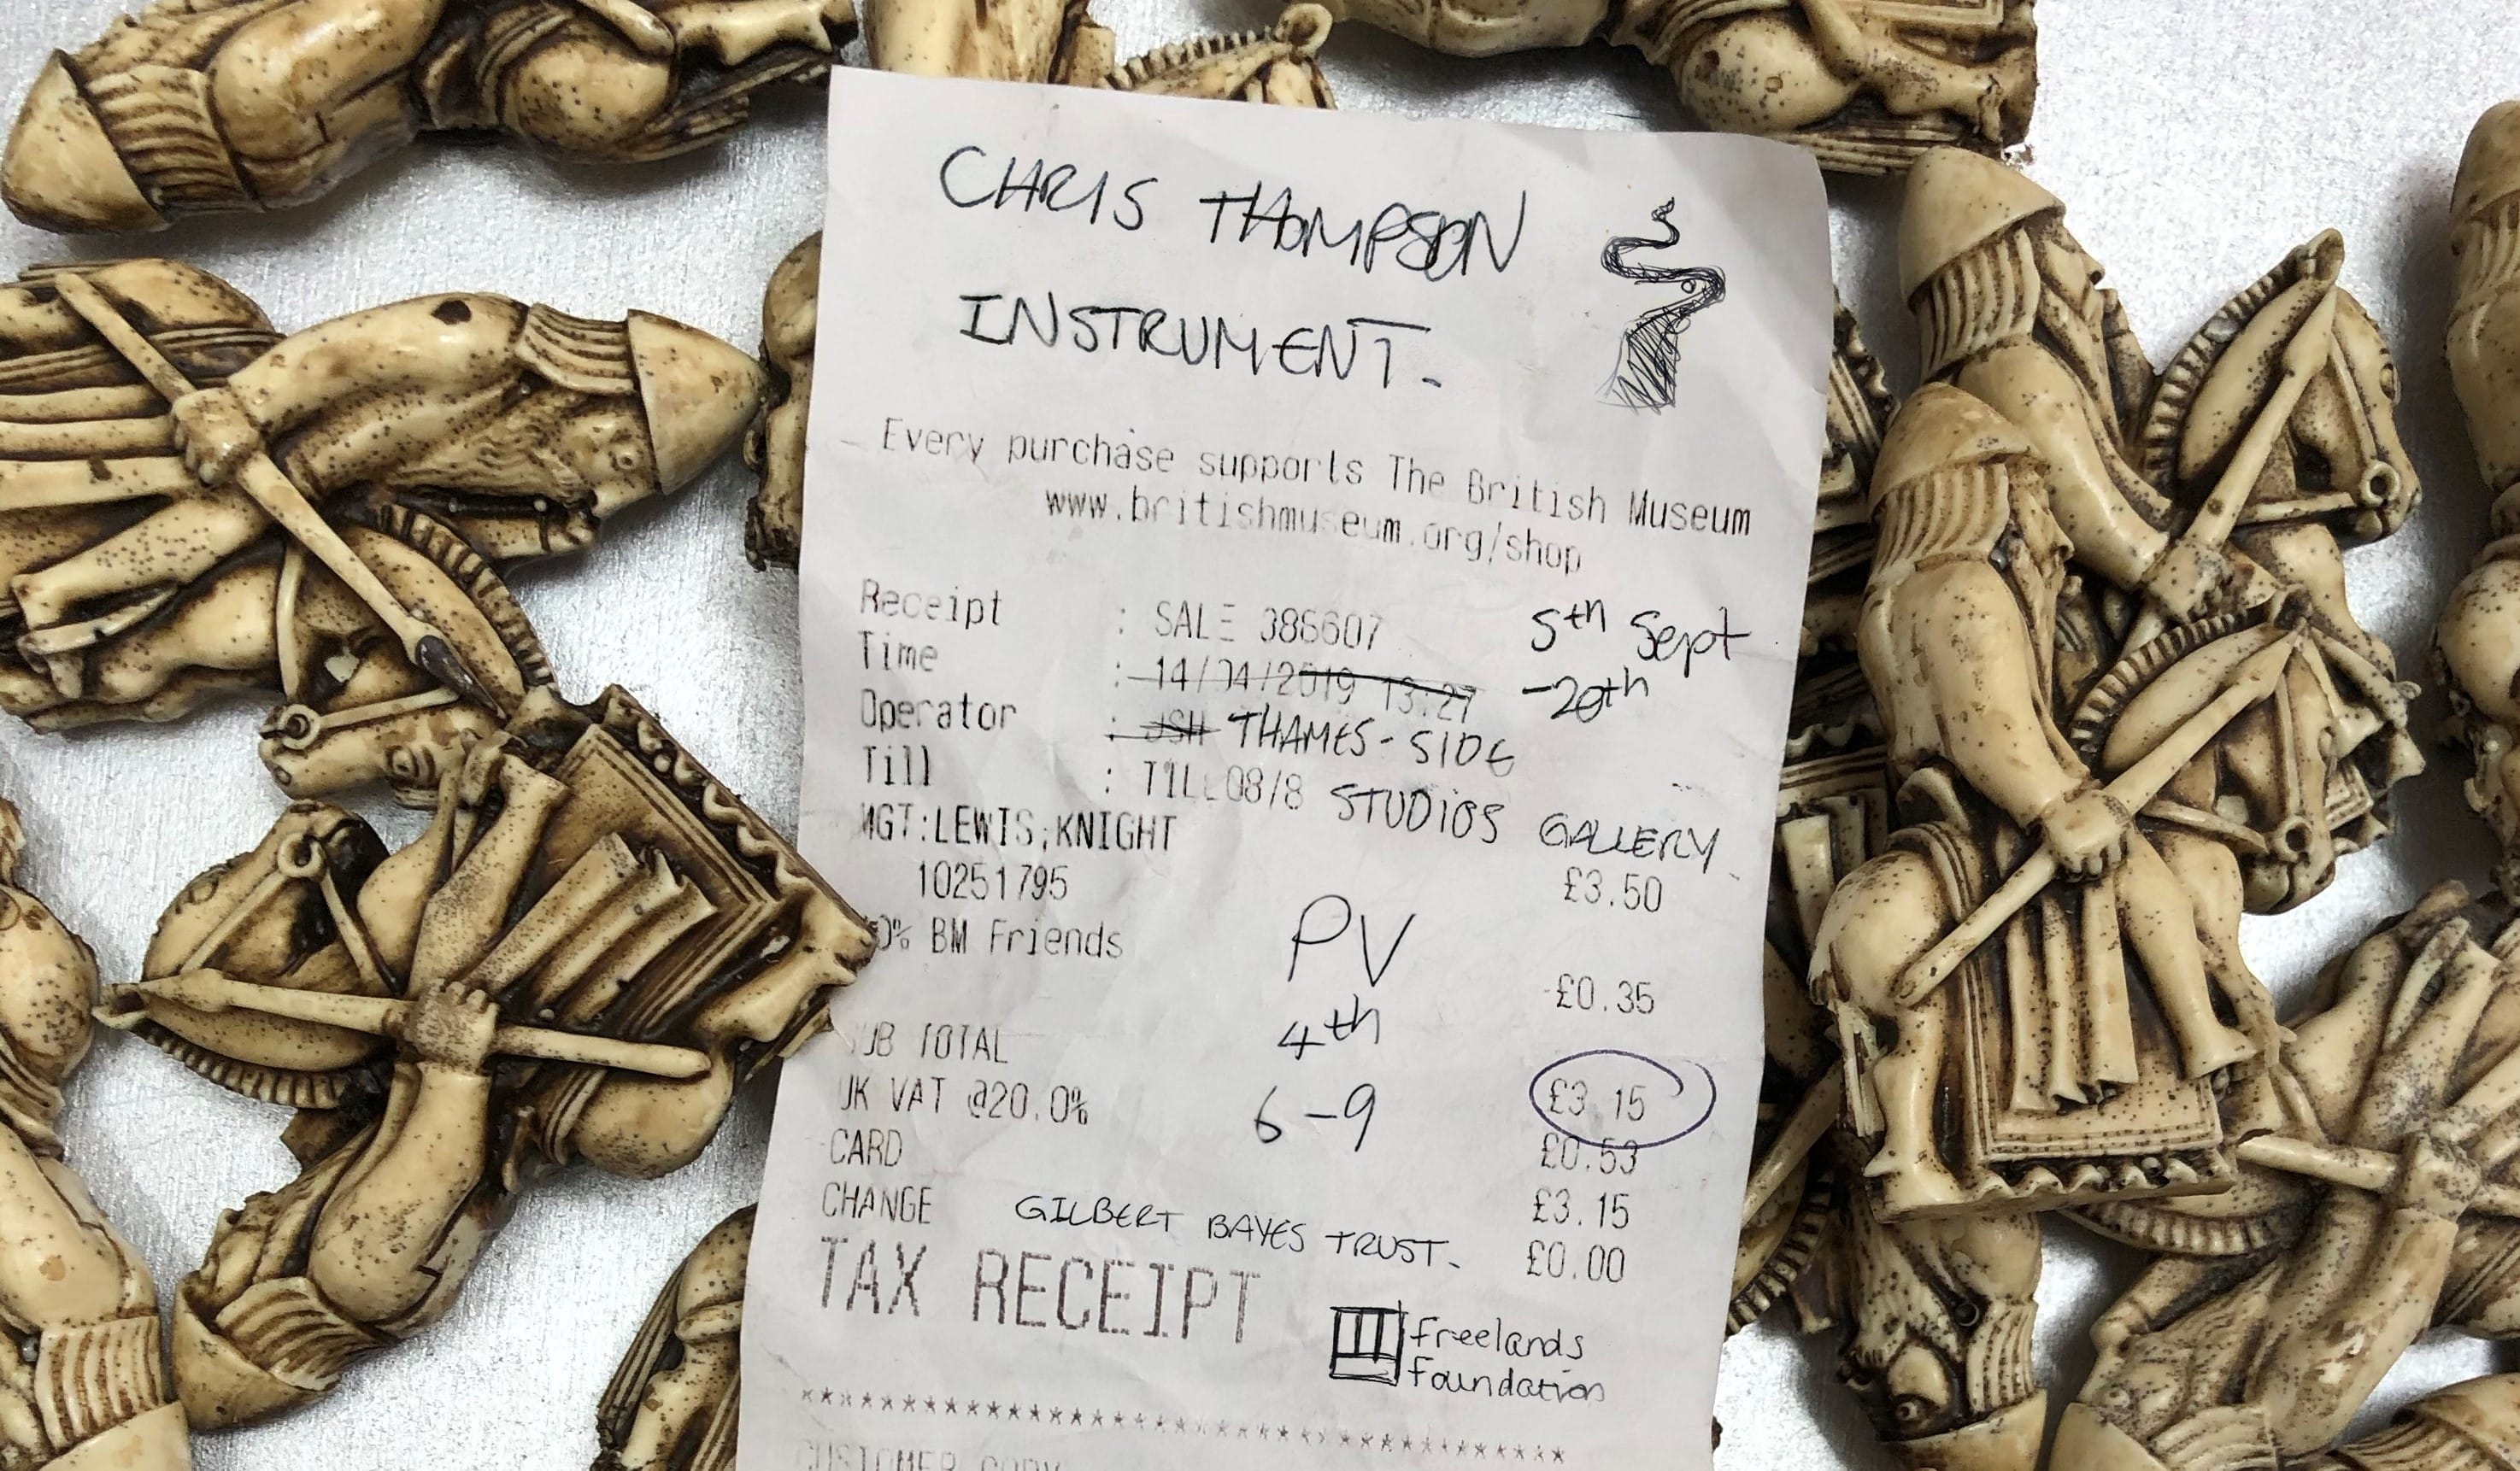 CHRIS THOMPSON
INSTRUMENT.
Every purchase supports The British Museum
www.britishmuseum.org/shop
Receipt : SALE 386607 5th Sept
Time : 14/04/2019 13:27 -20th
Operator : JSH THAMES-SIDE
Till : TILL08/8 STUDIOS GALLERY
MGT:LEWIS;KNIGHT
10251795 £3.50
0% BM Friends PV
-£0.35
4th
UB TOTAL £3.15
UK VAT @20.0% 6-9 £0.53
CARD £3.15
CHANGE £0.00
GILBERT BAYES TRUST.
TAX RECEIPT
Freelands
Foundation
*****************************************
CUSTOMER COPY